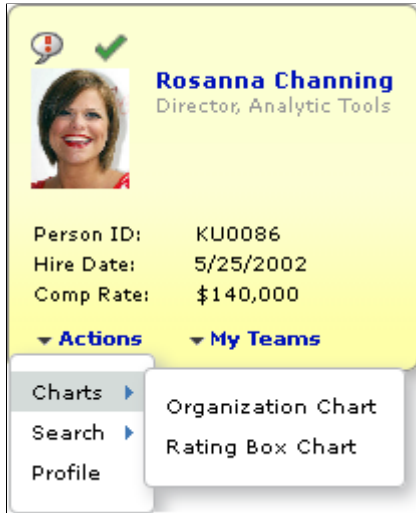 Rosanna Channing
Director, Analytic Tools
Person ID: KU0086
Hire Date: 5/25/2002
Comp Rate: $140,000
Actions My Teams
Charts
Search
Profile
Organization Chart
Rating Box Chart